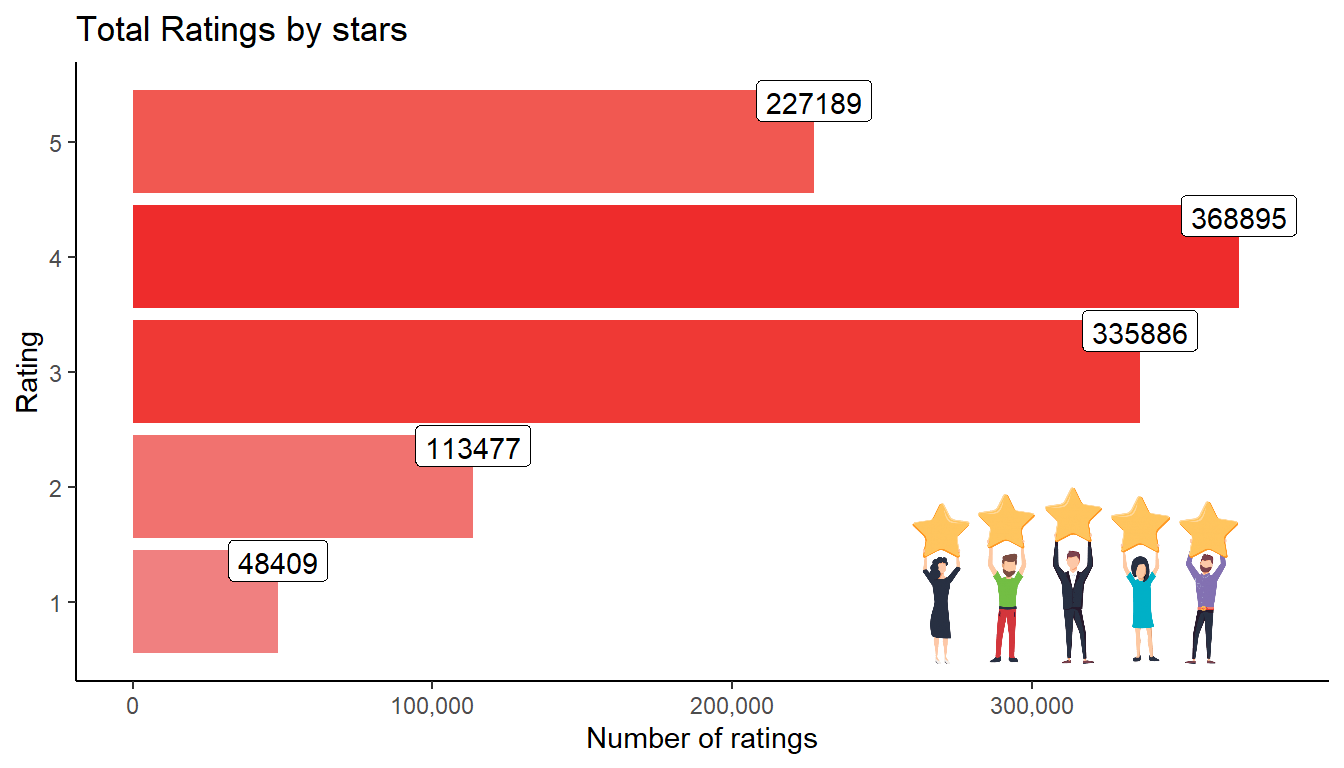 Total Ratings by stars
Rating
5
227189
4
368895
3
335886
2
113477
1
48409
0 100,000 200,000 300,000
Number of ratings